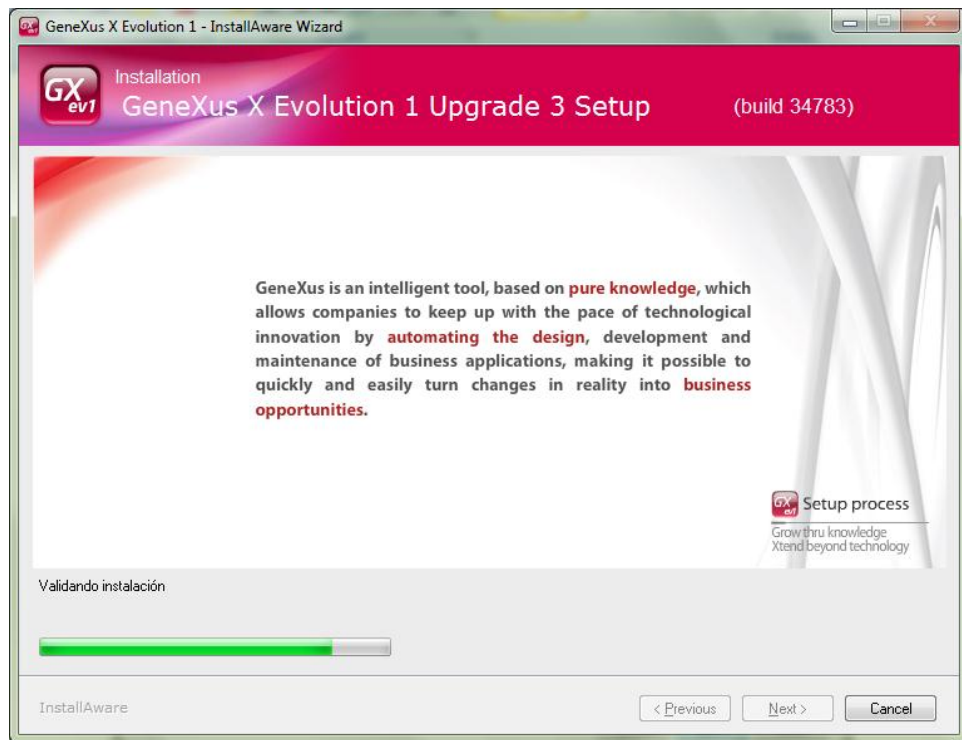 GeneXus X Evolution 1 - InstallAware Wizard
GX
ev1
Installation
GeneXus X Evolution 1 Upgrade 3 Setup (build 34783)
GeneXus is an intelligent tool, based on pure knowledge, which
allows companies to keep up with the pace of technological
innovation by automating the design, development and
maintenance of business applications, making it possible to
quickly and easily turn changes in reality into business
opportunities.
GX
ev1
Setup process
Grow thru knowledge
Xtend beyond technology
Validando instalación
InstallAware
< Previous
Next >
Cancel